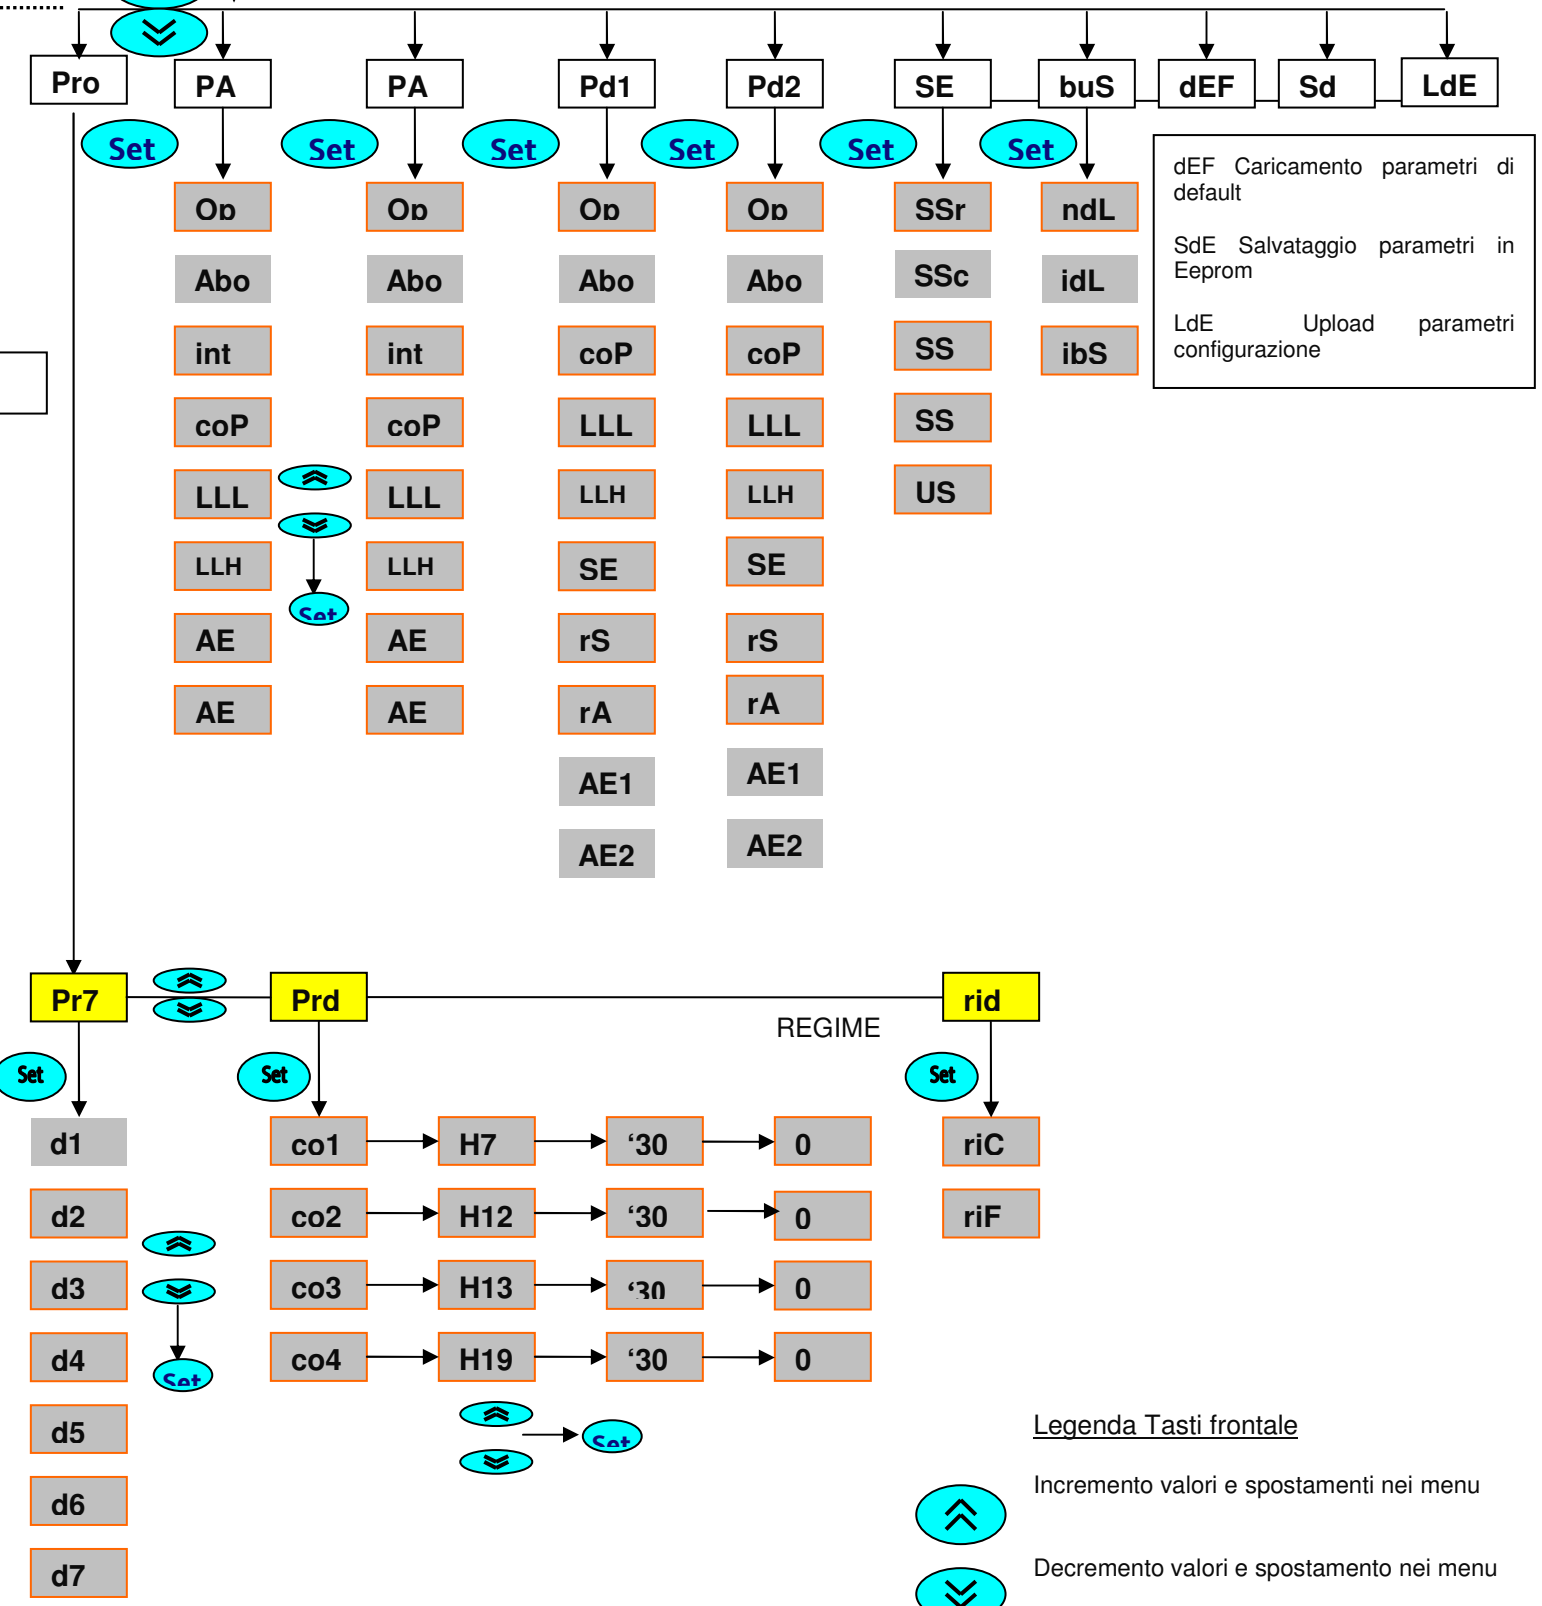 Pro PA PA Pd1 Pd2 SE buS dEF Sd LdE
Set Set Set Set Set Set
Op Op Op Op SSr ndL
Abo Abo Abo Abo SSc idL
int int coP coP SS ibS
coP coP LLL LLL SS
LLL LLL LLH LLH US
LLH LLH SE SE
Set
AE AE rS rS
AE AE rA rA
AE1 AE1
AE2 AE2
dEF Caricamento parametri di
default
SdE Salvataggio parametri in
Eeprom
LdE Upload parametri
configurazione
Pr7 Prd rid
REGIME
Set Set Set
d1 co1 H7 ‘30 0 riC
d2 co2 H12 ‘30 0 riF
d3 co3 H13 ‘30 0
d4 Set co4 H19 ‘30 0
d5 Set
d6
d7
Legenda Tasti frontale
Incremento valori e spostamenti nei menu
Decremento valori e spostamento nei menu